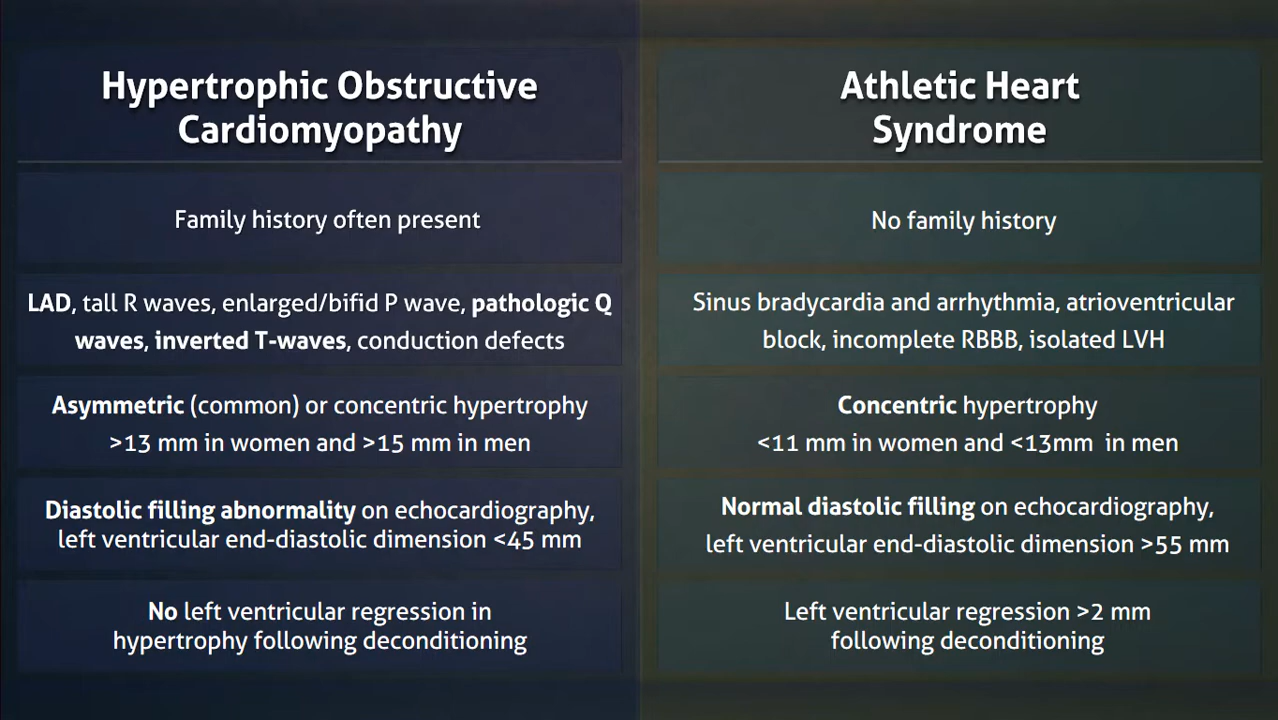 Hypertrophic Obstructive
Cardiomyopathy
Athletic Heart
Syndrome
Family history often present
No family history
LAD, tall R waves, enlarged/bifid P wave, pathologic Q
waves, inverted T-waves, conduction defects
Sinus bradycardia and arrhythmia, atrioventricular
block, incomplete RBBB, isolated LVH
Asymmetric (common) or concentric hypertrophy
>13 mm in women and >15 mm in men
Concentric hypertrophy
<11 mm in women and <13mm  in men
Diastolic filling abnormality on echocardiography,
left ventricular end-diastolic dimension <45 mm
Normal diastolic filling on echocardiography,
left ventricular end-diastolic dimension >55 mm
No left ventricular regression in
hypertrophy following deconditioning
Left ventricular regression >2 mm
following deconditioning